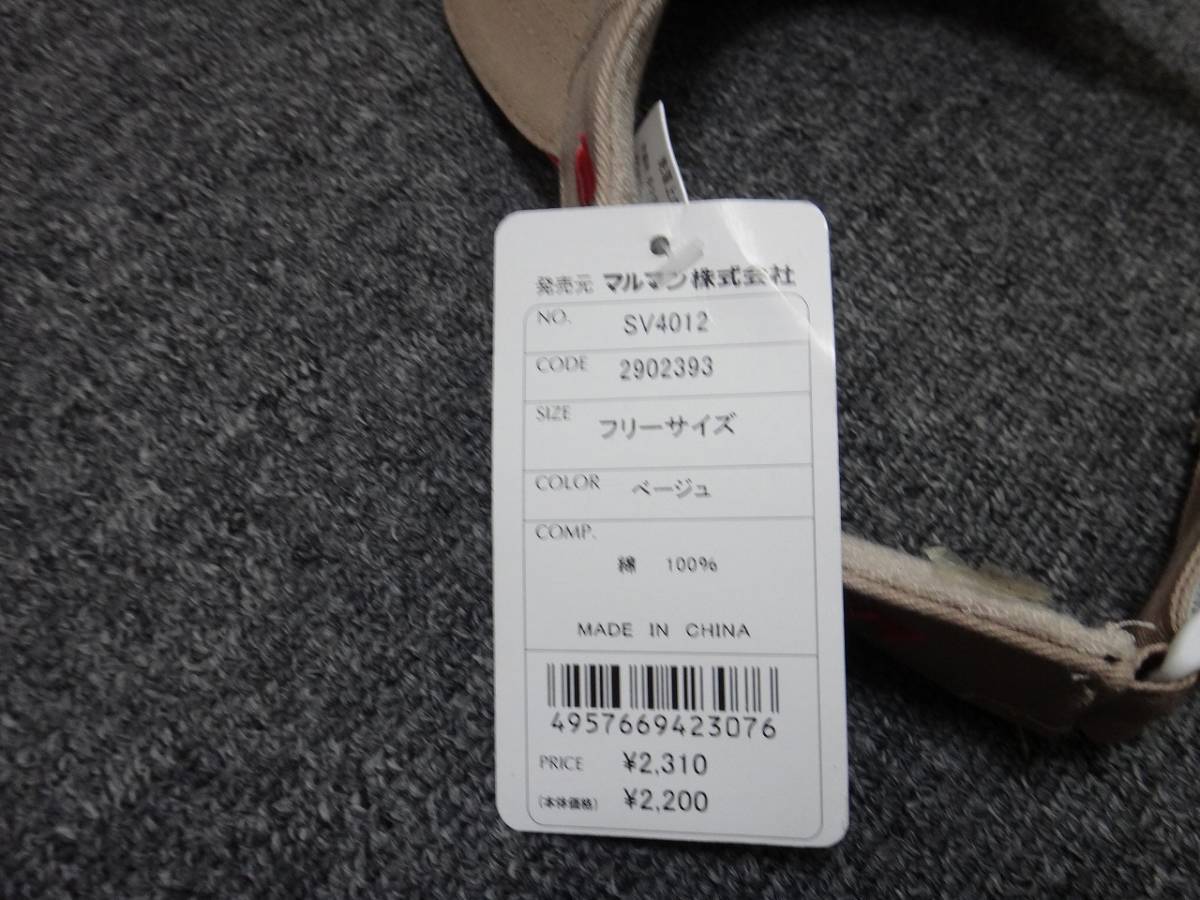 発売元 マルマン株式会社
NO. SV4012
CODE 2902393
SIZE フリーサイズ
COLOR ベージュ
COMP.
綿 100%
MADE IN CHINA
4957669423076
PRICE ¥2,310
(本体価格) ¥2,200